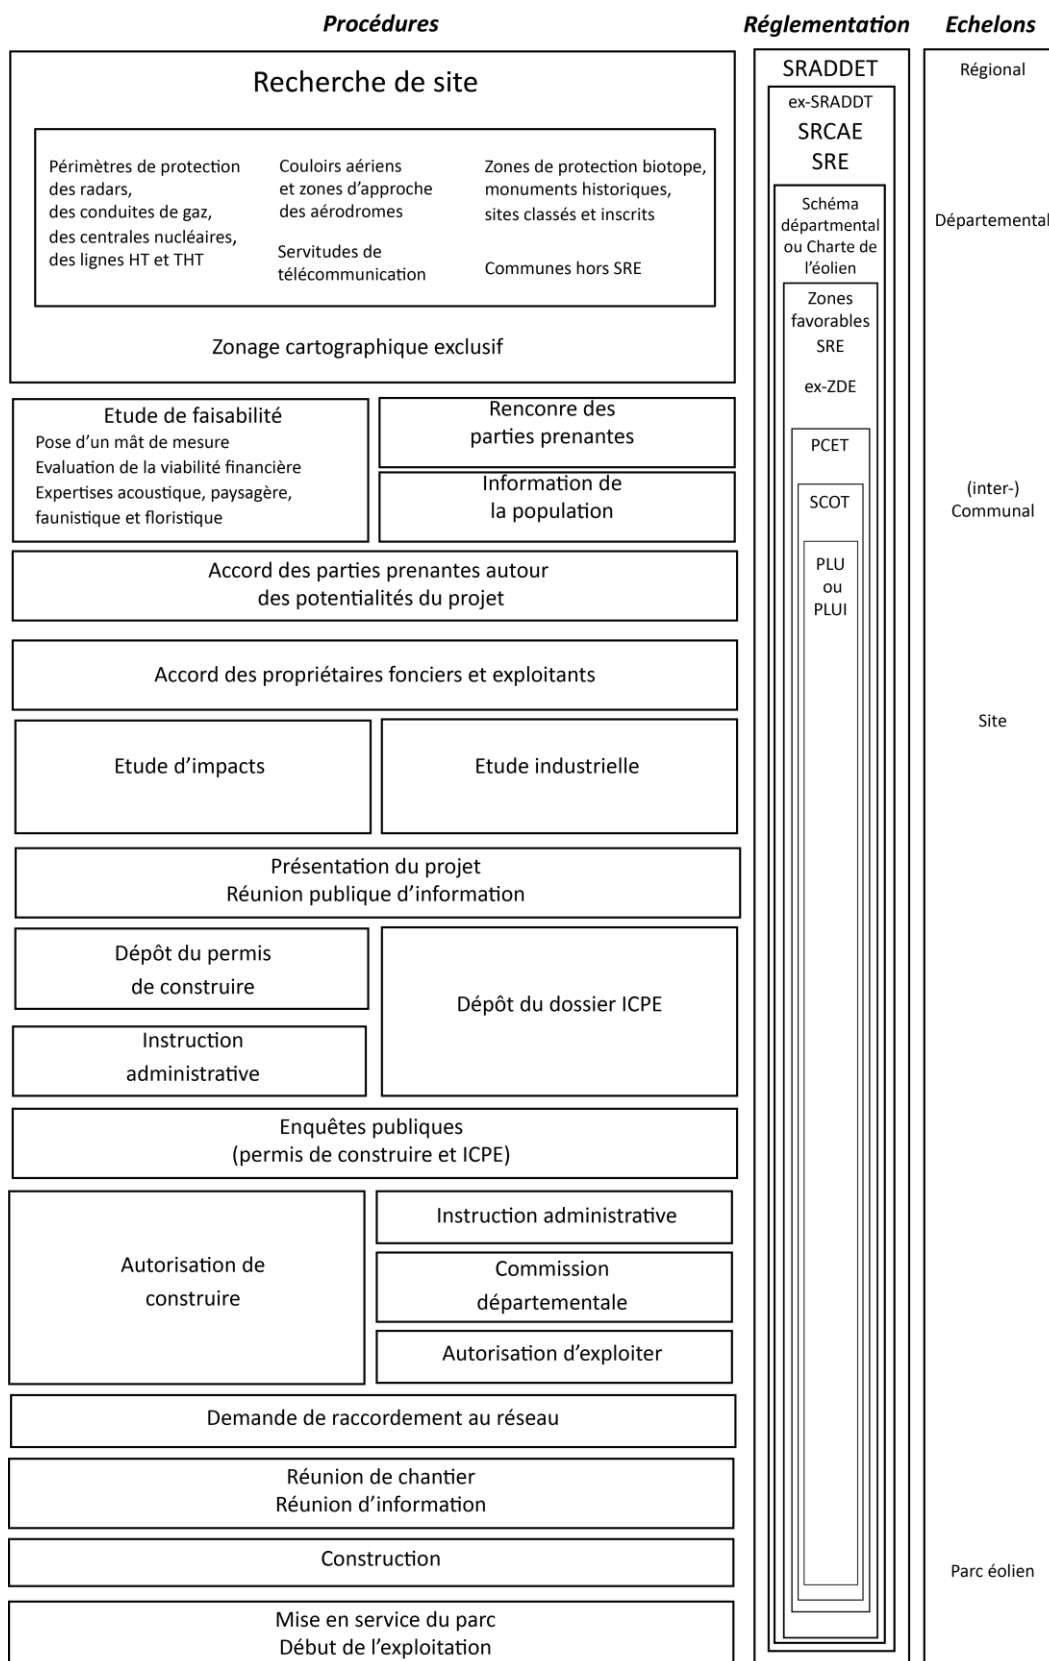 Procédures
Réglementation
Echelons
Recherche de site
Périmètres de protection
des radars,
des conduites de gaz,
des centrales nucléaires,
des lignes HT et THT
Couloirs aériens
et zones d'approche
des aérodromes
Servitudes de
télécommunication
Zones de protection biotope,
monuments historiques,
sites classés et inscrits
Communes hors SRE
Zonage cartographique exclusif
Etude de faisabilité
Pose d'un mât de mesure
Evaluation de la viabilité financière
Expertises acoustique, paysagère,
faunistique et floristique
Renconre des
parties prenantes
Information de
la population
Accord des parties prenantes autour
des potentialités du projet
Accord des propriétaires fonciers et exploitants
Etude d'impacts
Etude industrielle
Présentation du projet
Réunion publique d'information
Dépôt du permis
de construire
Instruction
administrative
Dépôt du dossier ICPE
Enquêtes publiques
(permis de construire et ICPE)
Autorisation de
construire
Instruction administrative
Commission
départementale
Autorisation d'exploiter
Demande de raccordement au réseau
Réunion de chantier
Réunion d'information
Construction
Mise en service du parc
Début de l'exploitation
SRADDET
ex-SRADDT
SRCAE
SRE
Schéma
départmental
ou Charte de
l'éolien
Zones
favorables
SRE
ex-ZDE
PCET
SCOT
PLU
ou
PLUI
Régional
Départemental
(inter-)
Communal
Site
Parc éolien